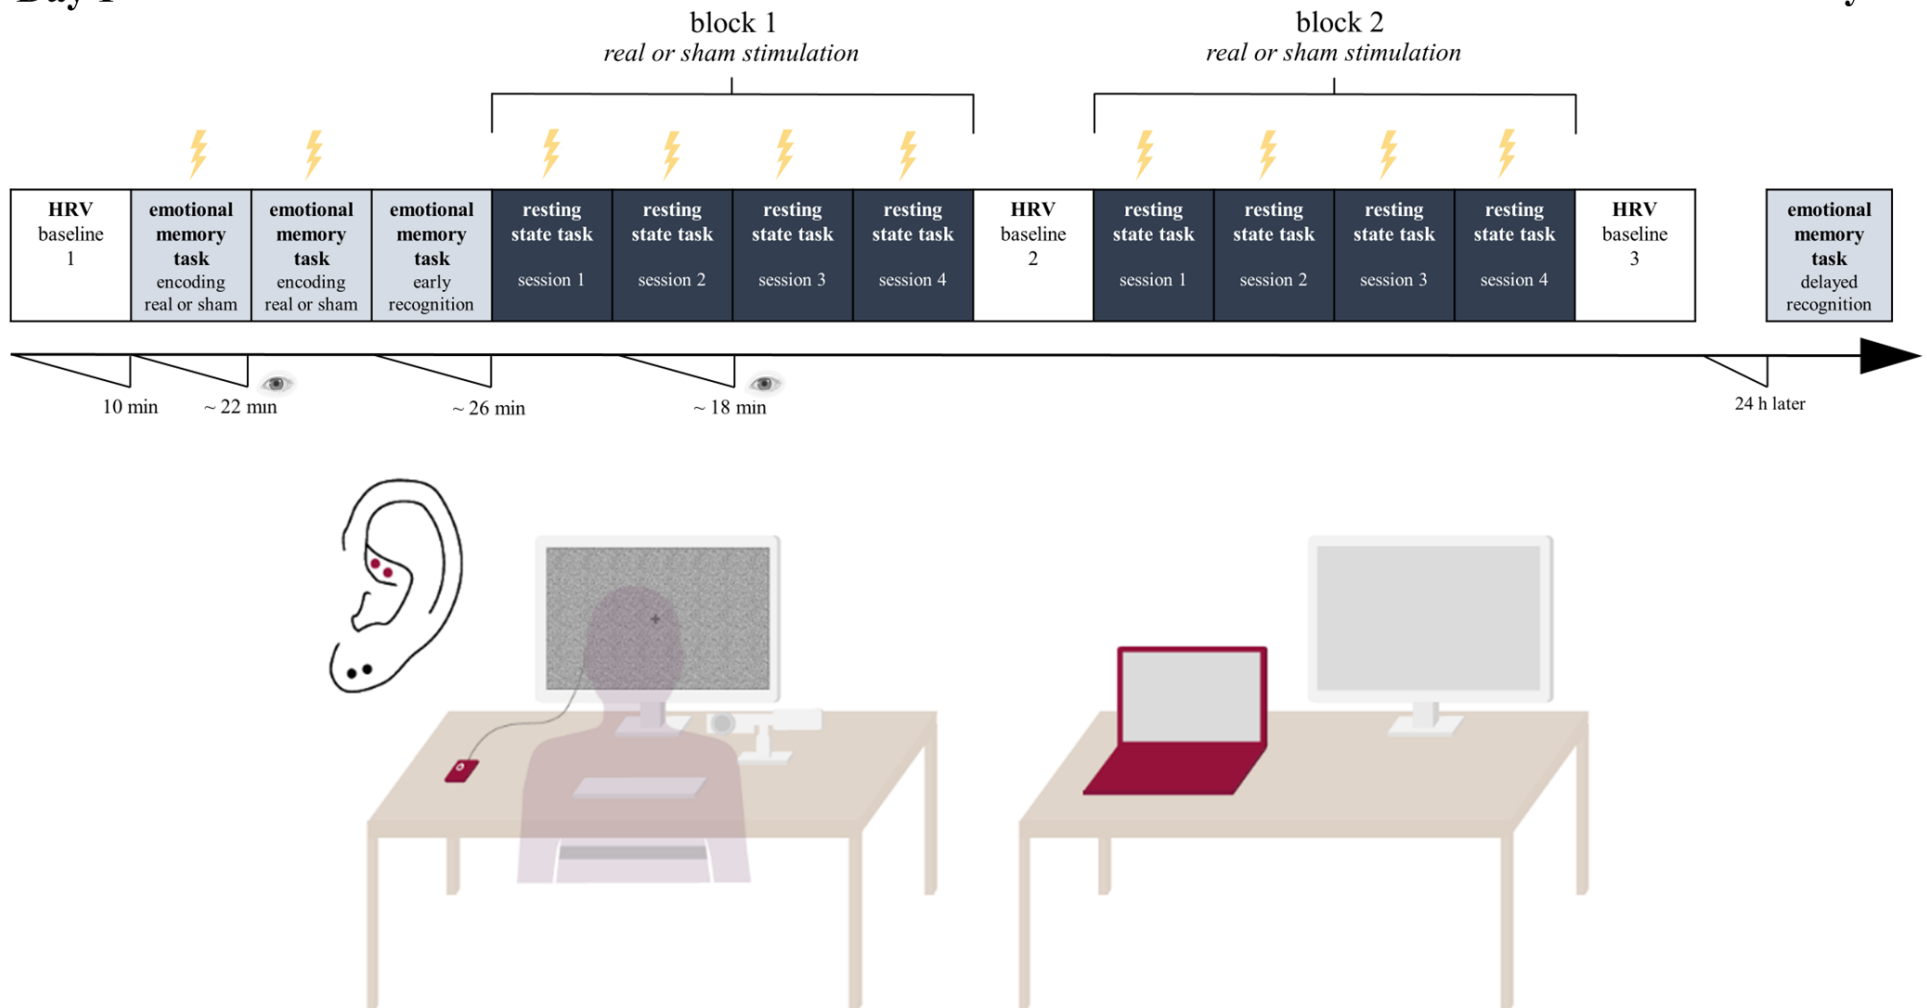 Day 1
block 1
real or sham stimulation
block 2
real or sham stimulation
HRV
baseline
1
emotional
memory
task
encoding
real or sham
emotional
memory
task
encoding
real or sham
emotional
memory
task
early
recognition
resting
state task
session 1
resting
state task
session 2
resting
state task
session 3
resting
state task
session 4
HRV
baseline
2
resting
state task
session 1
resting
state task
session 2
resting
state task
session 3
resting
state task
session 4
HRV
baseline
3
emotional
memory
task
delayed
recognition
10 min
~ 22 min
~ 26 min
~ 18 min
24 h later